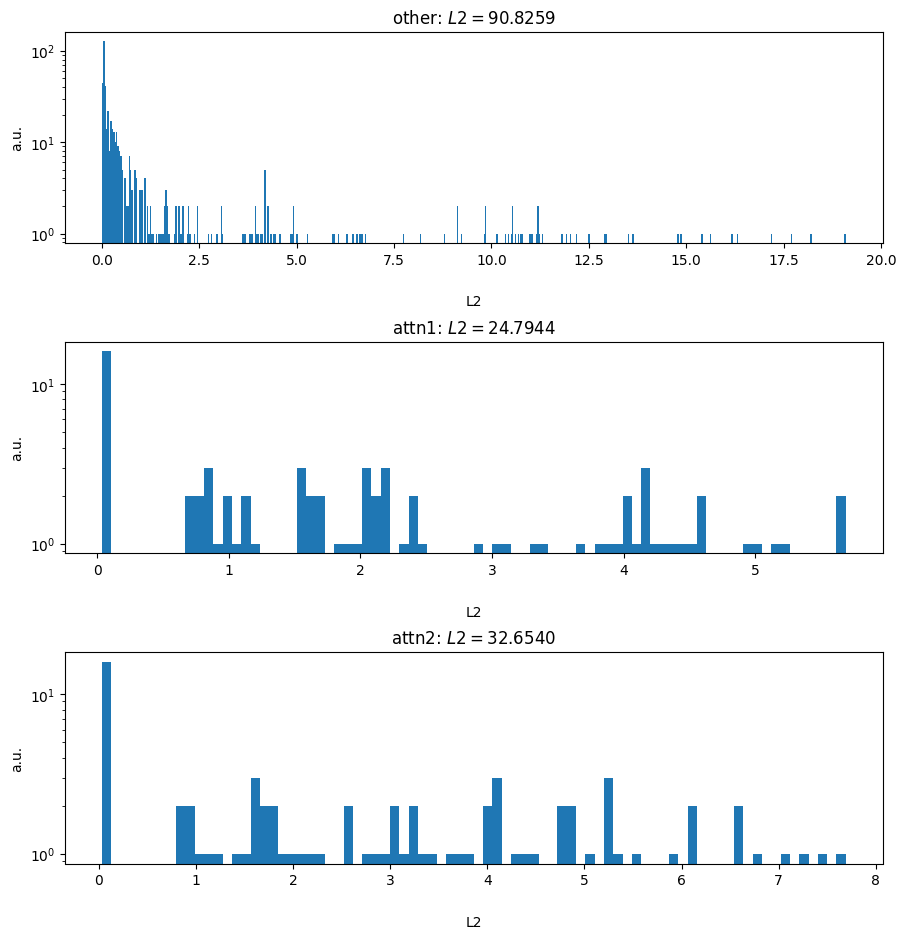 other: L2 = 90.8259
10²
10¹
10⁰
a.u.
0.0 2.5 5.0 7.5 10.0 12.5 15.0 17.5 20.0
L2
attn1: L2 = 24.7944
10¹
10⁰
a.u.
0 1 2 3 4 5
L2
attn2: L2 = 32.6540
10¹
10⁰
a.u.
0 1 2 3 4 5 6 7 8
L2